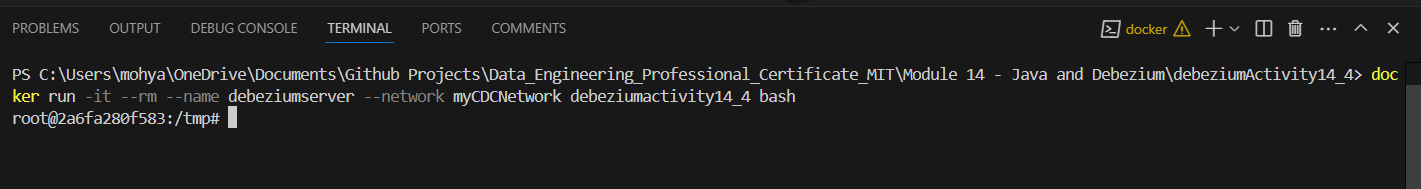 PROBLEMS OUTPUT DEBUG CONSOLE TERMINAL PORTS COMMENTS docker
PS C:\Users\mohya\OneDrive\Documents\Github Projects\Data_Engineering_Professional_Certificate_MIT\Module 14 - Java and Debezium\debeziumActivity14_4> doc
ker run -it --rm --name debeziumserver --network myCDCNetwork debeziumactivity14_4 bash
root@2a6fa280f583:/tmp#